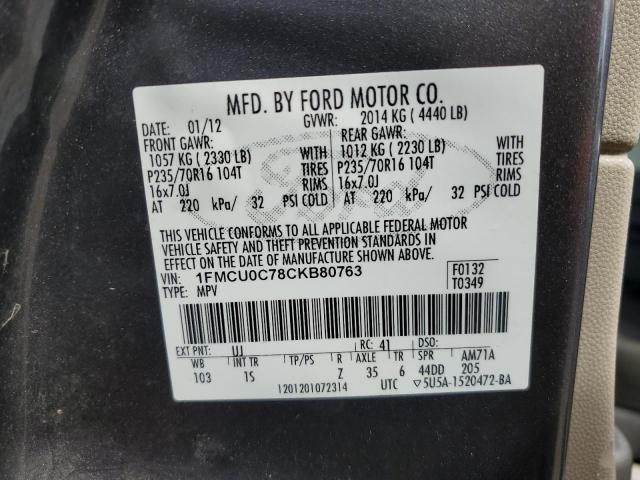 MFD. BY FORD MOTOR CO.
DATE: 01/12 GVWR: 2014 KG ( 4440 LB)
FRONT GAWR: REAR GAWR:
1057 KG ( 2330 LB) WITH 1012 KG ( 2230 LB) WITH
P235/70R16 104T TIRES P235/70R16 104T TIRES
16x7.0J RIMS 16x7.0J RIMS
AT 220 kPa/ 32 PSI COLD AT 220 kPa/ 32 PSI COLD
THIS VEHICLE CONFORMS TO ALL APPLICABLE FEDERAL MOTOR
VEHICLE SAFETY AND THEFT PREVENTION STANDARDS IN
EFFECT ON THE DATE OF MANUFACTURE SHOWN ABOVE.
VIN: 1FMCU0C78CKB80763 F0132
TYPE: MPV T0349
EXT PNT: UJ RC: 41 DSO:
WB INT TR TP/PS R AXLE TR SPR AM71A
103 1S Z 35 6 44DD 205
1201201072314 UTC ▽5U5A-1520472-BA